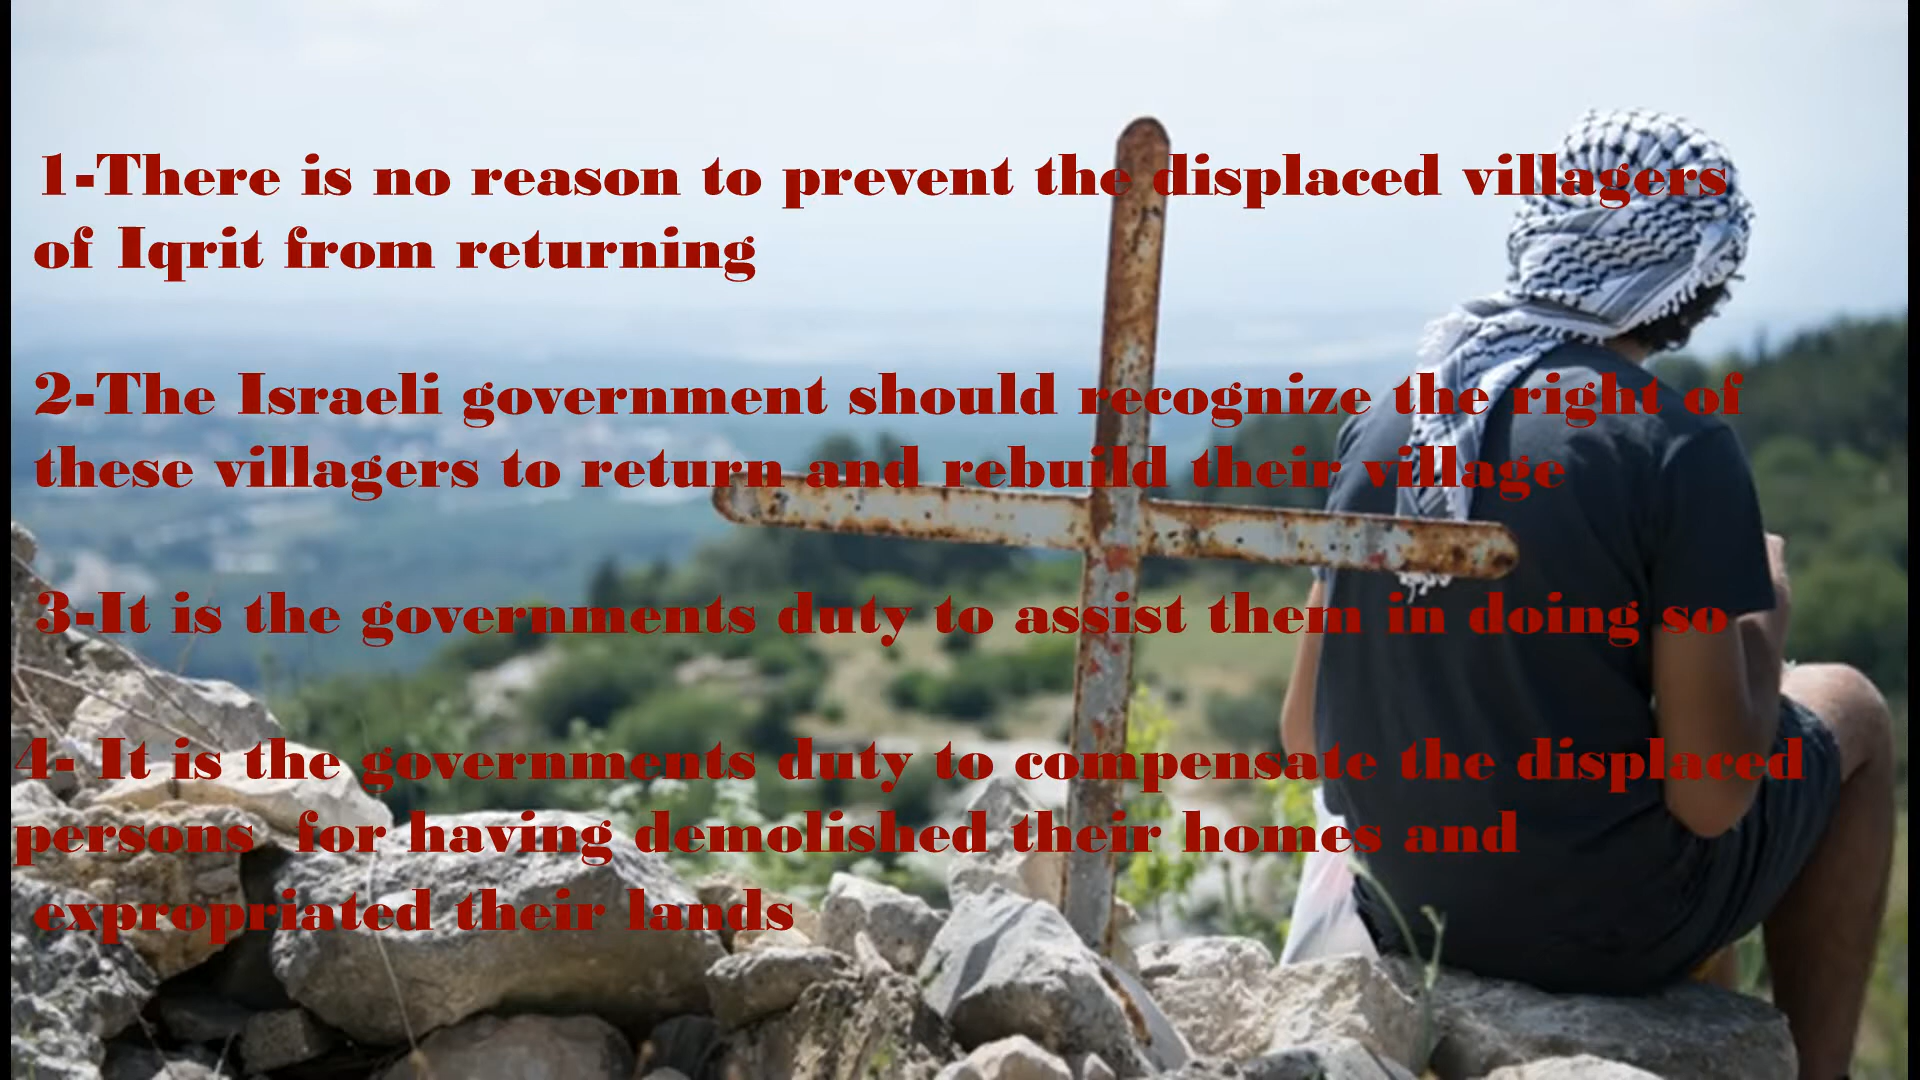 1-There is no reason to prevent the displaced villagers
of Iqrit from returning
2-The Israeli government should recognize the right of
these villagers to return and rebuild their village
3-It is the governments duty to assist them in doing so
4- It is the governments duty to compensate the displaced
persons  for having demolished their homes and
expropriated their lands